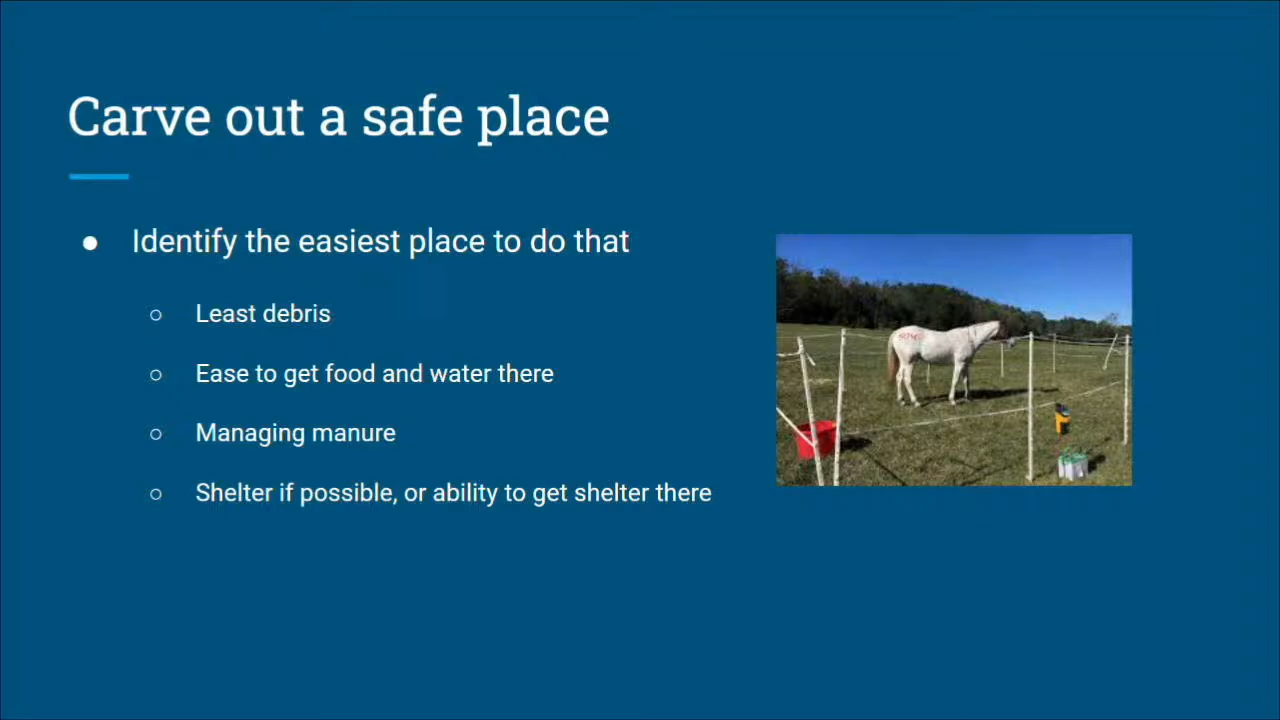 Carve out a safe place
Identify the easiest place to do that
Least debris
Ease to get food and water there
Managing manure
Shelter if possible, or ability to get shelter there